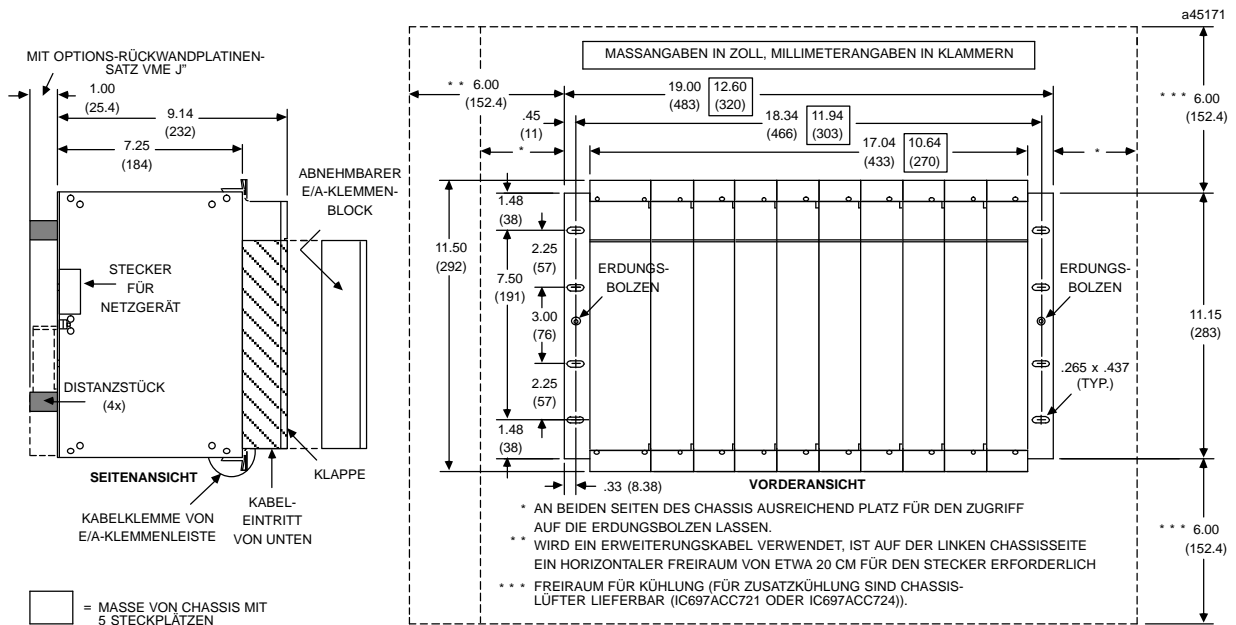 a45171
MIT OPTIONS-RÜCKWANDPLATINEN-
SATZ VME J”
1.00
(25.4)
9.14
(232)
7.25
(184)
ABNEHMBARER
E/A-KLEMMEN-
BLOCK
STECKER
FÜR
NETZGERÄT
DISTANZSTÜCK
(4x)
SEITENANSICHT
KLAPPE
KABELKLEMME VON
E/A-KLEMMENLEISTE
KABEL-
EINTRITT
VON UNTEN
= MASSE VON CHASSIS MIT
5 STECKPLÄTZEN
MASSANGABEN IN ZOLL, MILLIMETERANGABEN IN KLAMMERN
* * 6.00
(152.4)
19.00 12.60
(483) (320)
* * * 6.00
(152.4)
.45
(11)
*
18.34 11.94
(466) (303)
17.04 10.64
(433) (270)
*
1.48
(38)
11.50
(292)
2.25
(57)
7.50
(191)
3.00
(76)
2.25
(57)
1.48
(38)
ERDUNGS-
BOLZEN
ERDUNGS-
BOLZEN
11.15
(283)
.265 x .437
(TYP.)
.33 (8.38)
VORDERANSICHT
* AN BEIDEN SEITEN DES CHASSIS AUSREICHEND PLATZ FÜR DEN ZUGRIFF
AUF DIE ERDUNGSBOLZEN LASSEN.
* * WIRD EIN ERWEITERUNGSKABEL VERWENDET, IST AUF DER LINKEN CHASSISSEITE
EIN HORIZONTALER FREIRAUM VON ETWA 20 CM FÜR DEN STECKER ERFORDERLICH
* * * FREIRAUM FÜR KÜHLUNG (FÜR ZUSATZKÜHLUNG SIND CHASSIS-
LÜFTER LIEFERBAR (IC697ACC721 ODER IC697ACC724)).
* * * 6.00
(152.4)